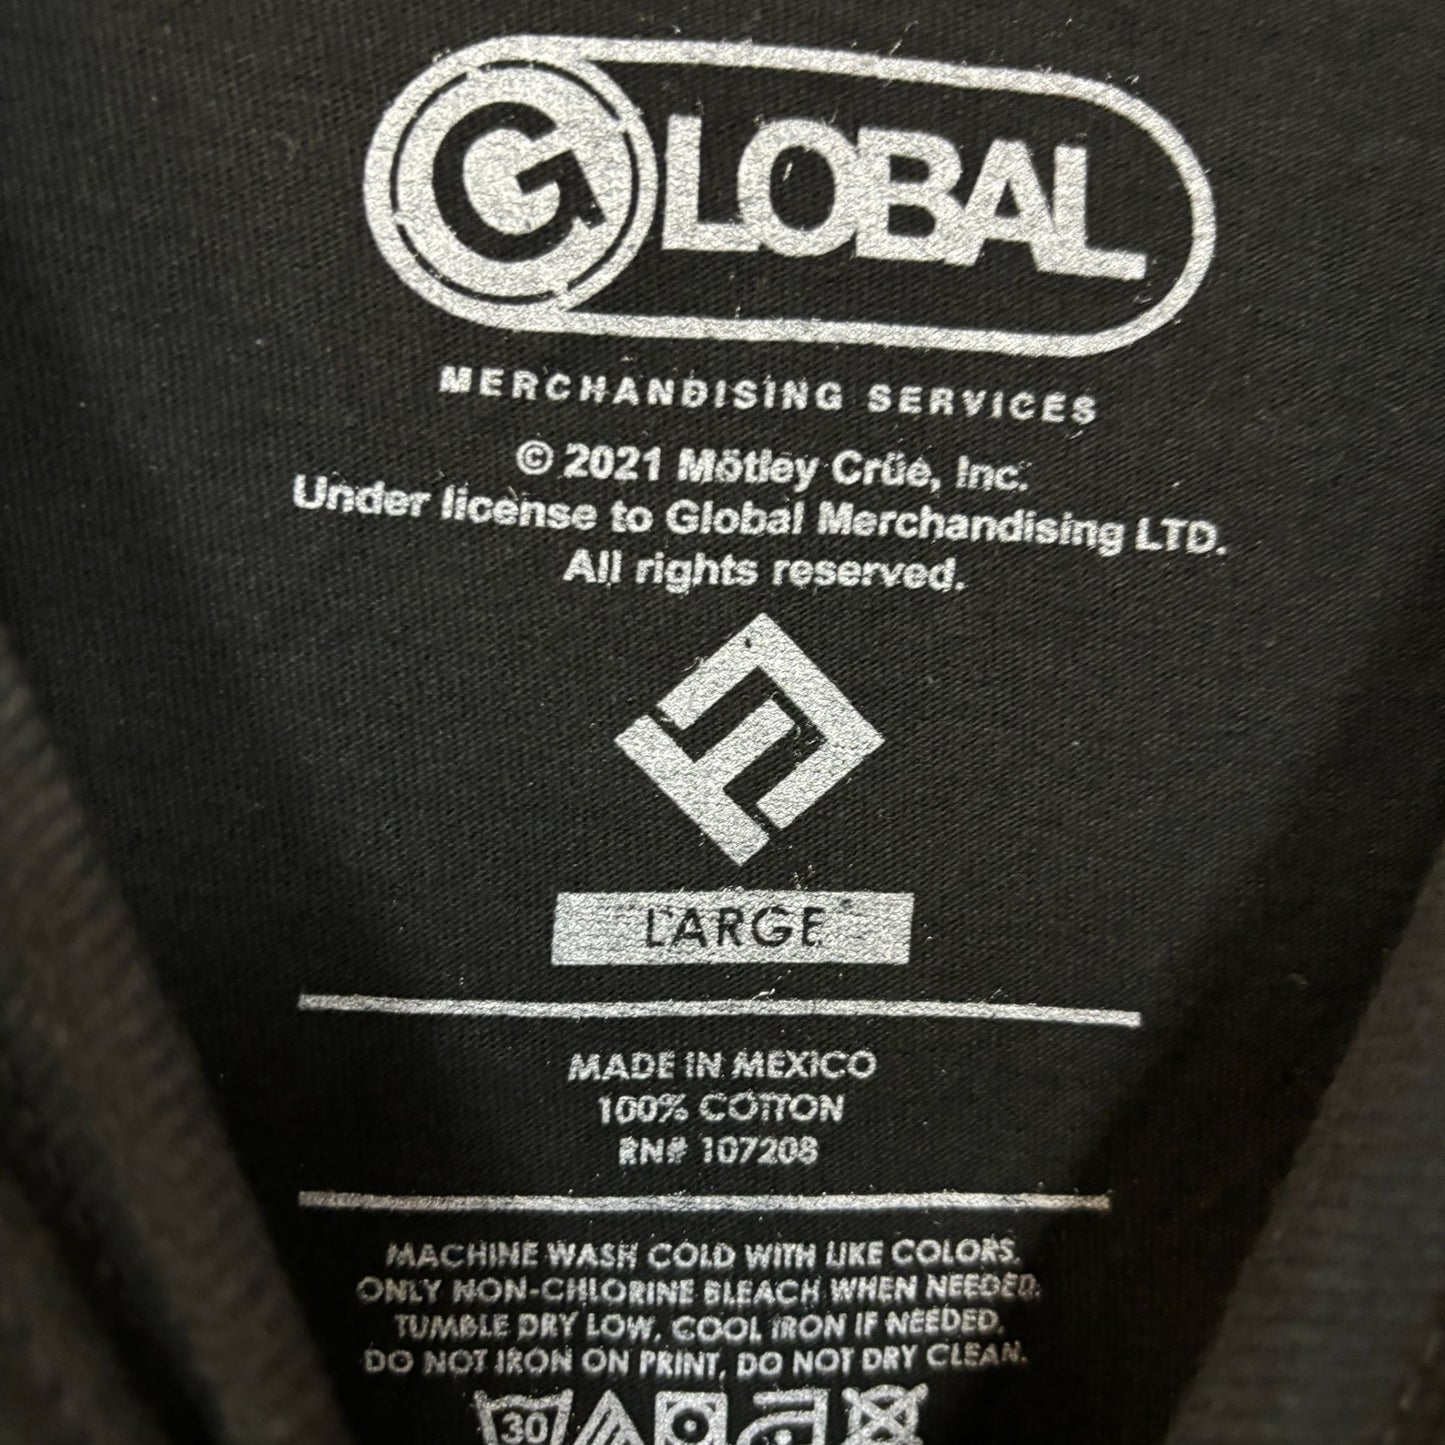 GLOBAL
MERCHANDISING SERVICES
© 2021 Mötley Crüe, Inc.
Under license to Global Merchandising LTD.
All rights reserved.
LARGE
MADE IN MEXICO
100% COTTON
RN# 107208
MACHINE WASH COLD WITH LIKE COLORS.
ONLY NON-CHLORINE BLEACH WHEN NEEDED.
TUMBLE DRY LOW, COOL IRON IF NEEDED.
DO NOT IRON ON PRINT, DO NOT DRY CLEAN.
30